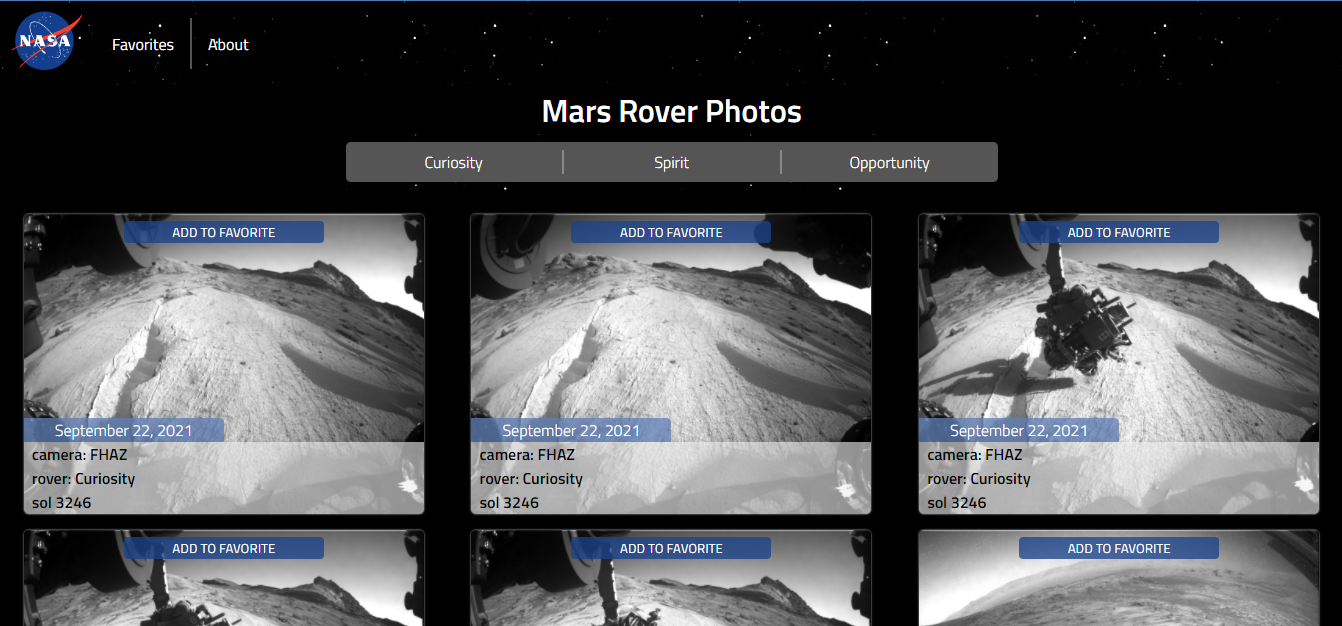 NASA
Favorites
About
Mars Rover Photos
Curiosity
Spirit
Opportunity
ADD TO FAVORITE
September 22, 2021
camera: FHAZ
rover: Curiosity
sol 3246
ADD TO FAVORITE
September 22, 2021
camera: FHAZ
rover: Curiosity
sol 3246
ADD TO FAVORITE
September 22, 2021
camera: FHAZ
rover: Curiosity
sol 3246
ADD TO FAVORITE
ADD TO FAVORITE
ADD TO FAVORITE